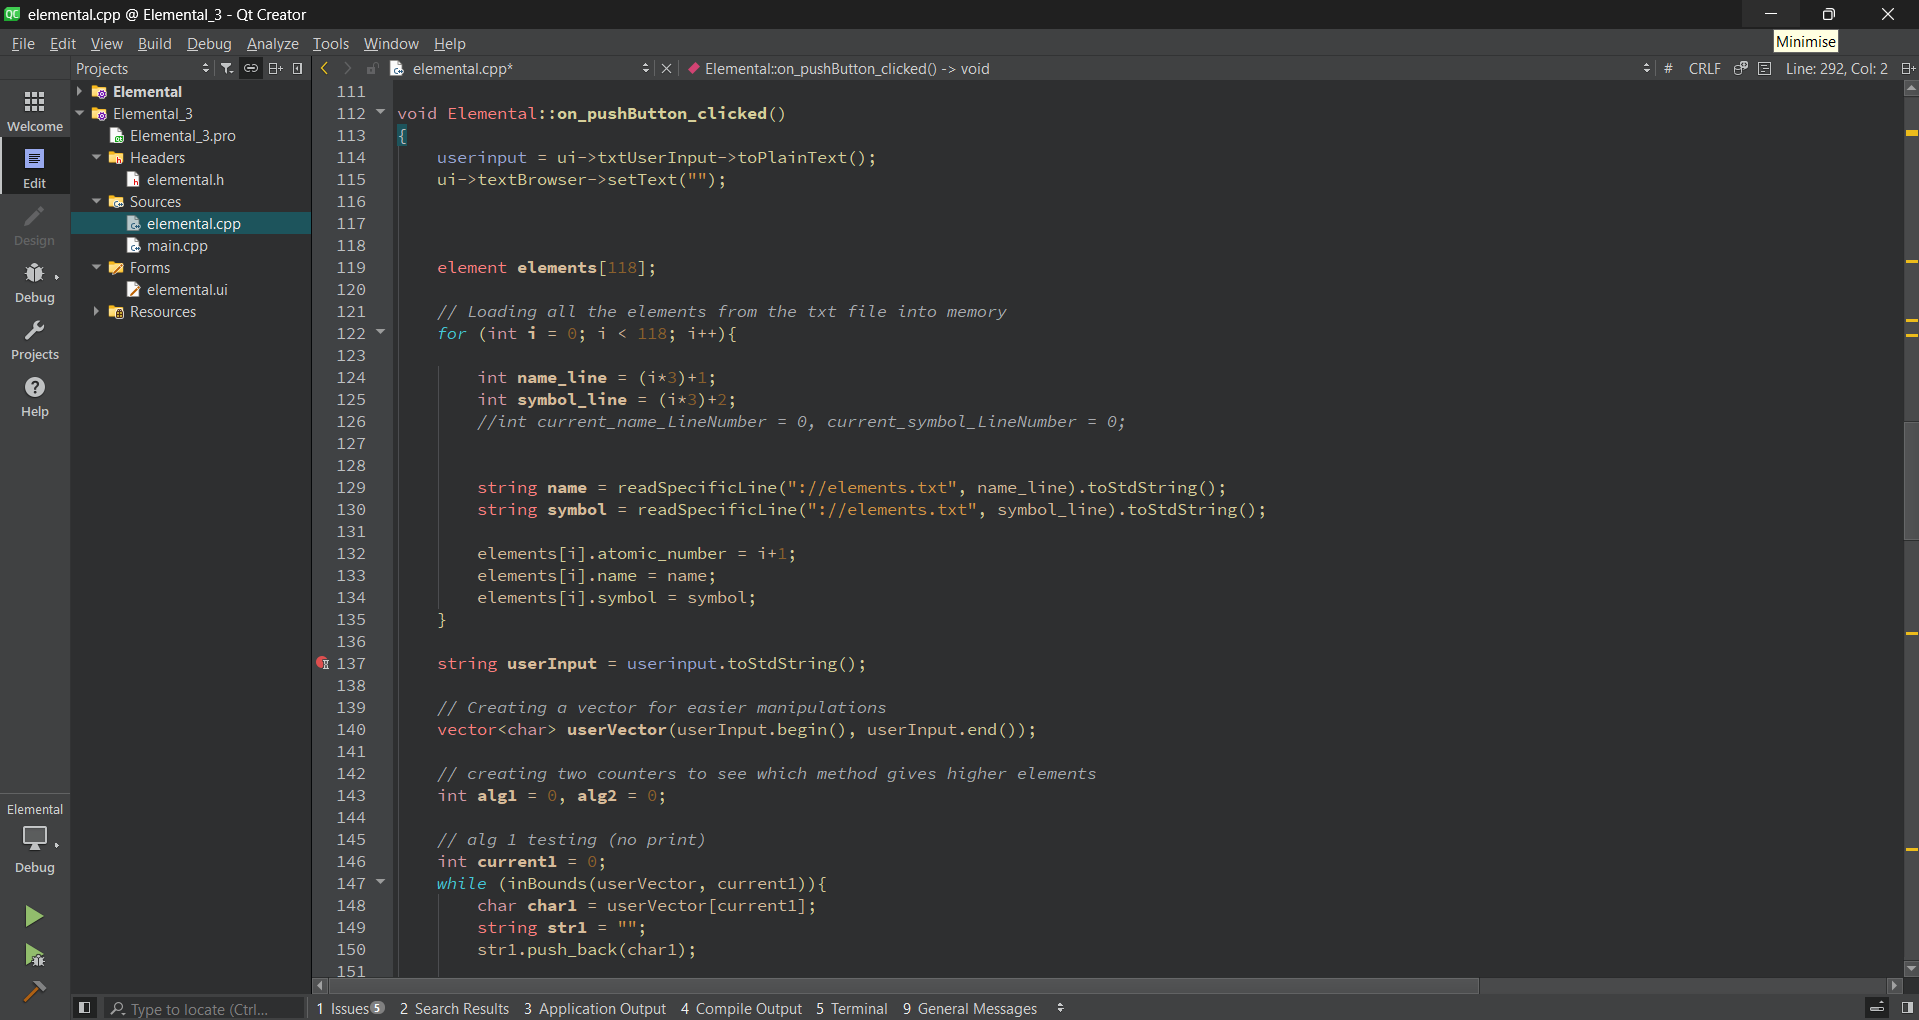 elemental.cpp @ Elemental_3 - Qt Creator
File Edit View Build Debug Analyze Tools Window Help
Minimise
Projects
elemental.cpp*
Elemental::on_pushButton_clicked() -> void
# CRLF Line: 292, Col: 2
Welcome
Edit
Design
Debug
Projects
Help
Elemental
Debug
Elemental
Elemental_3
Elemental_3.pro
Headers
elemental.h
Sources
elemental.cpp
main.cpp
Forms
elemental.ui
Resources
111
112 void Elemental::on_pushButton_clicked()
113 {
114 userinput = ui->txtUserInput->toPlainText();
115 ui->textBrowser->setText("");
116
117
118
119 element elements[118];
120
121 // Loading all the elements from the txt file into memory
122 for (int i = 0; i < 118; i++){
123
124 int name_line = (i*3)+1;
125 int symbol_line = (i*3)+2;
126 //int current_name_LineNumber = 0, current_symbol_LineNumber = 0;
127
128
129 string name = readSpecificLine("://elements.txt", name_line).toStdString();
130 string symbol = readSpecificLine("://elements.txt", symbol_line).toStdString();
131
132 elements[i].atomic_number = i+1;
133 elements[i].name = name;
134 elements[i].symbol = symbol;
135 }
136
137 string userInput = userinput.toStdString();
138
139 // Creating a vector for easier manipulations
140 vector<char> userVector(userInput.begin(), userInput.end());
141
142 // creating two counters to see which method gives higher elements
143 int alg1 = 0, alg2 = 0;
144
145 // alg 1 testing (no print)
146 int current1 = 0;
147 while (inBounds(userVector, current1)){
148 char char1 = userVector[current1];
149 string str1 = "";
150 str1.push_back(char1);
151
Type to locate (Ctrl...
1 Issues 5 2 Search Results 3 Application Output 4 Compile Output 5 Terminal 9 General Messages